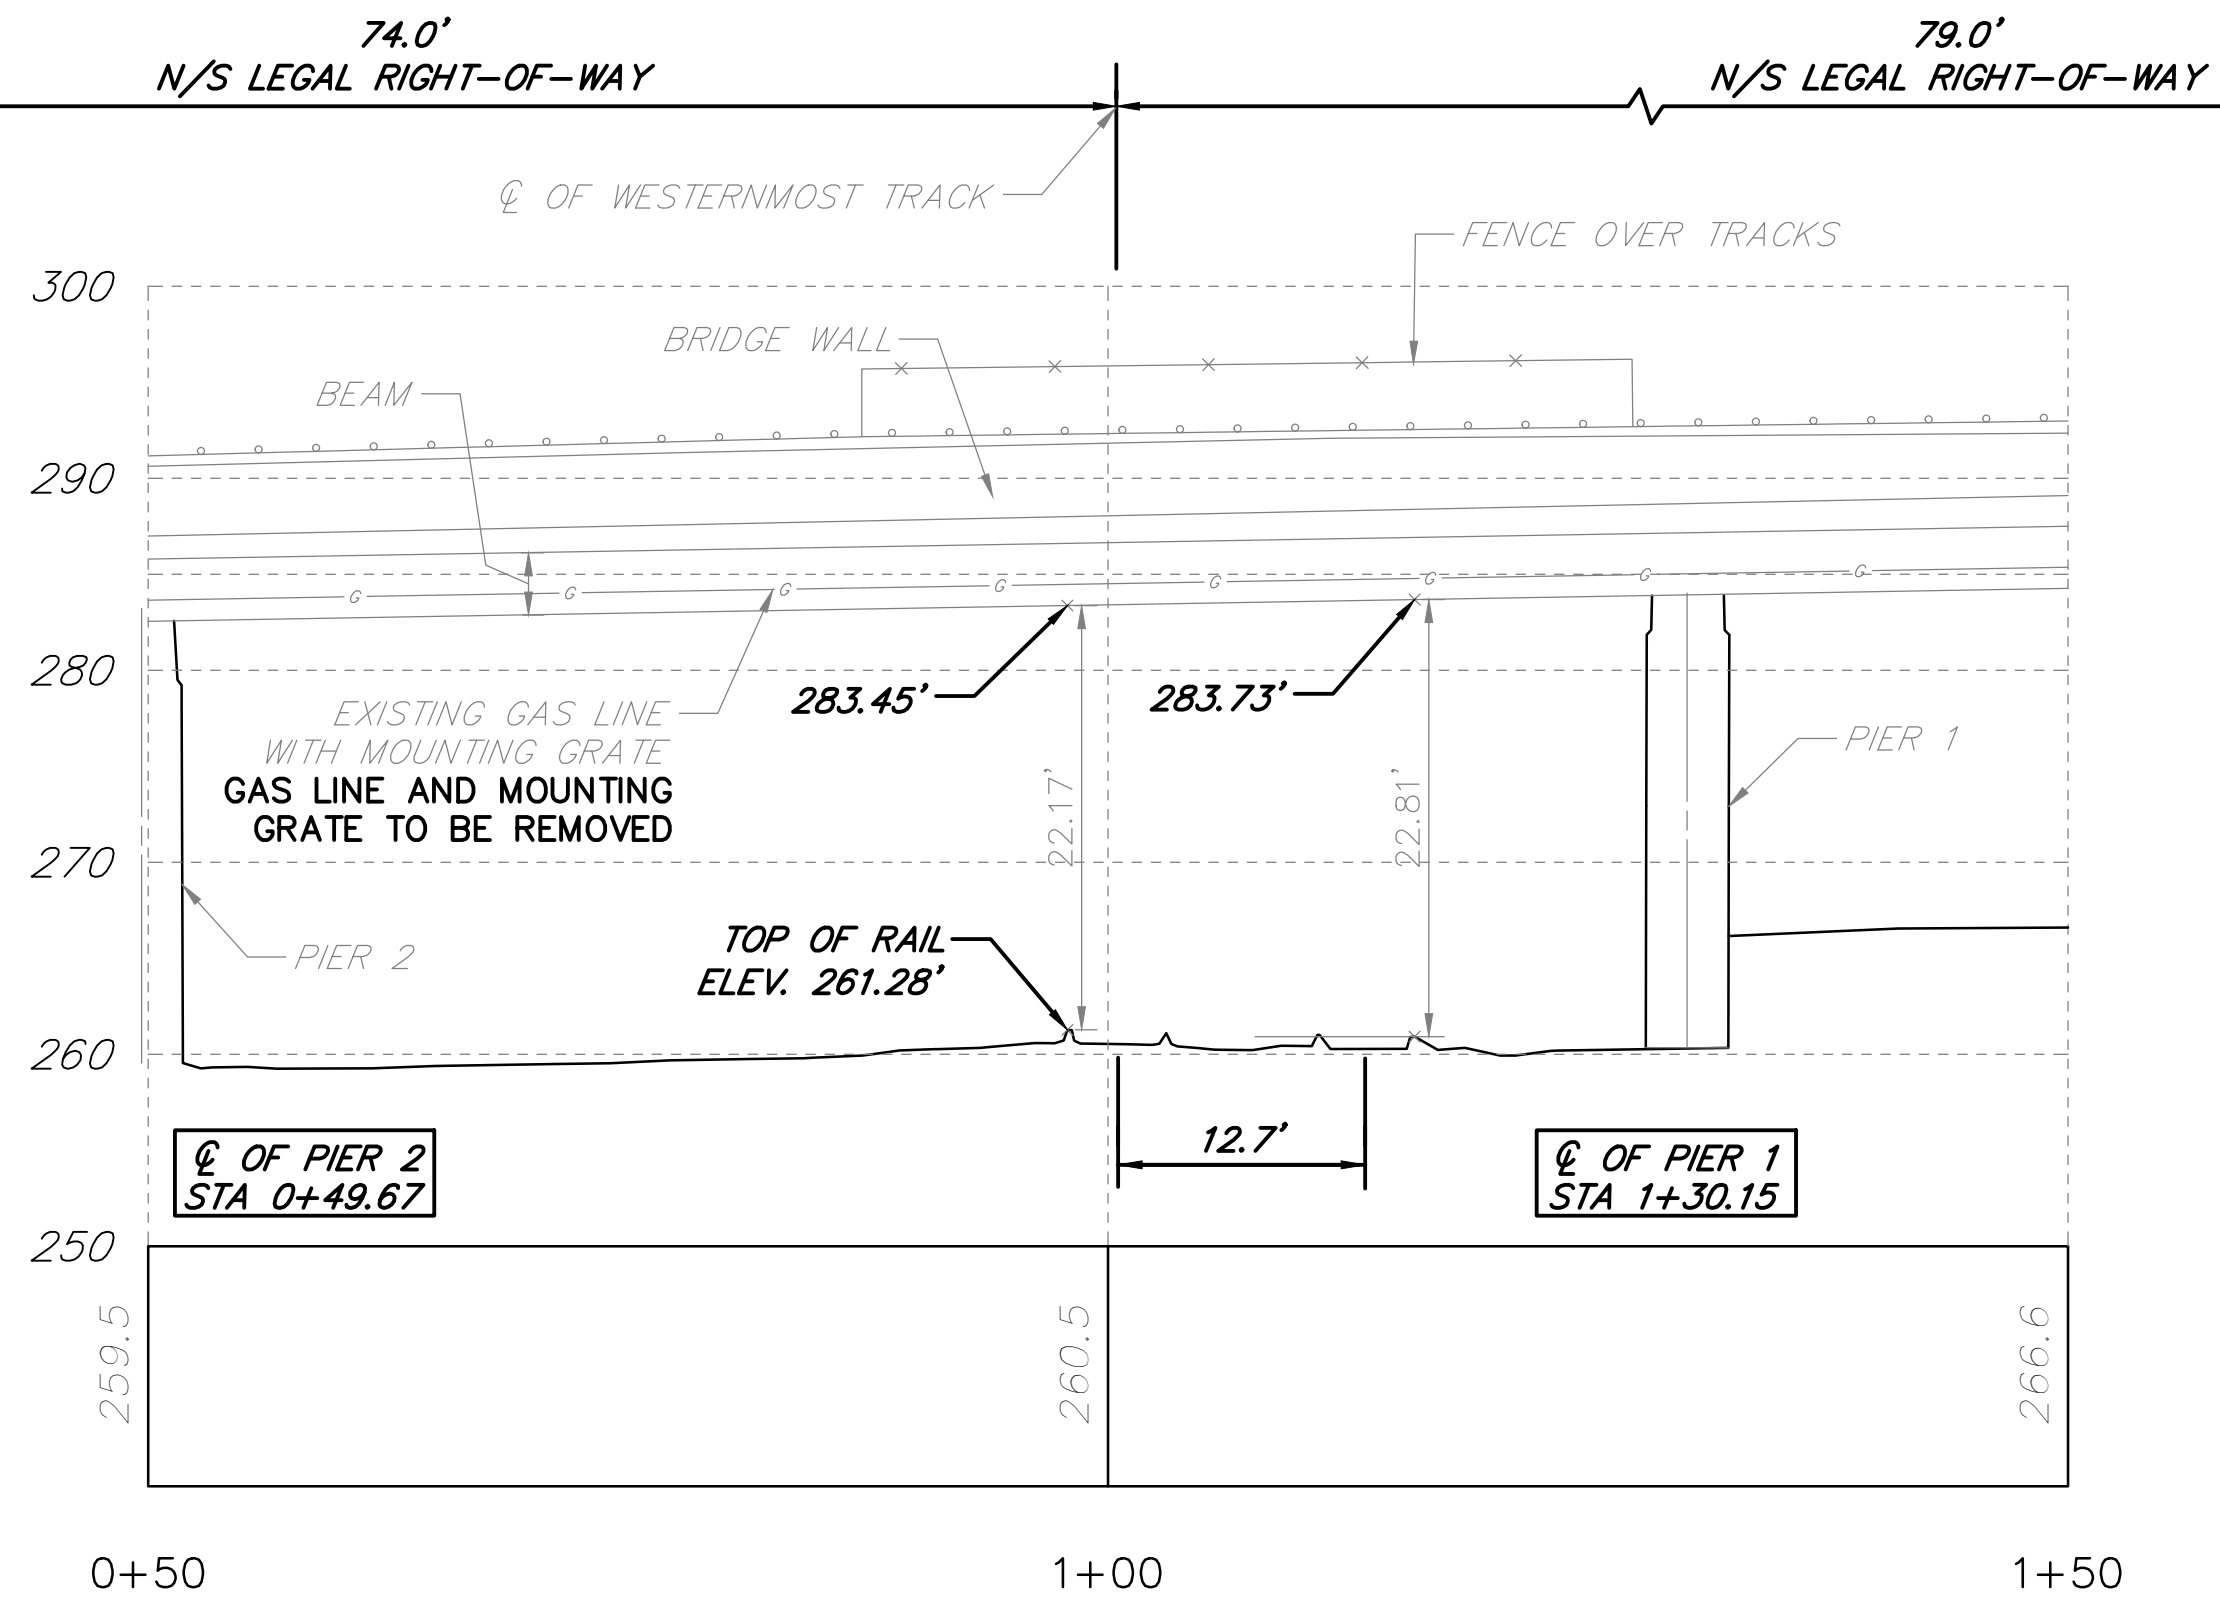 74.0'
N/S LEGAL RIGHT-OF-WAY
79.0'
N/S LEGAL RIGHT-OF-WAY
℄ OF WESTERNMOST TRACK
FENCE OVER TRACKS
300
BRIDGE WALL
BEAM
290
G G G G G G G G
280
283.45'
283.73'
EXISTING GAS LINE
WITH MOUNTING GRATE
GAS LINE AND MOUNTING
GRATE TO BE REMOVED
PIER 1
22.17'
22.81'
270
TOP OF RAIL
ELEV. 261.28'
PIER 2
260
12.7'
℄ OF PIER 2
STA 0+49.67
℄ OF PIER 1
STA 1+30.15
250
259.5
260.5
266.6
0+50
1+00
1+50